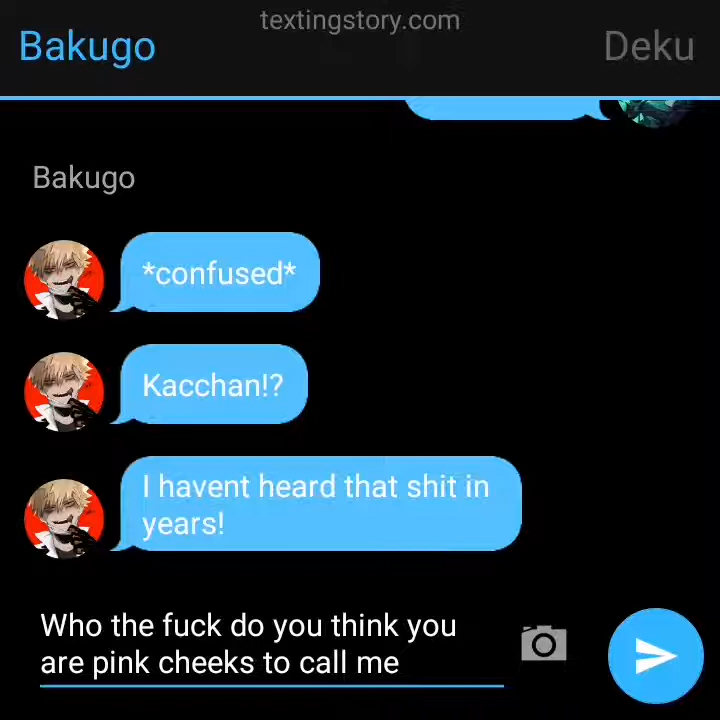 textingstory.com
Bakugo
Deku
Bakugo
*confused*
Kacchan!?
I havent heard that shit in
years!
Who the fuck do you think you
are pink cheeks to call me